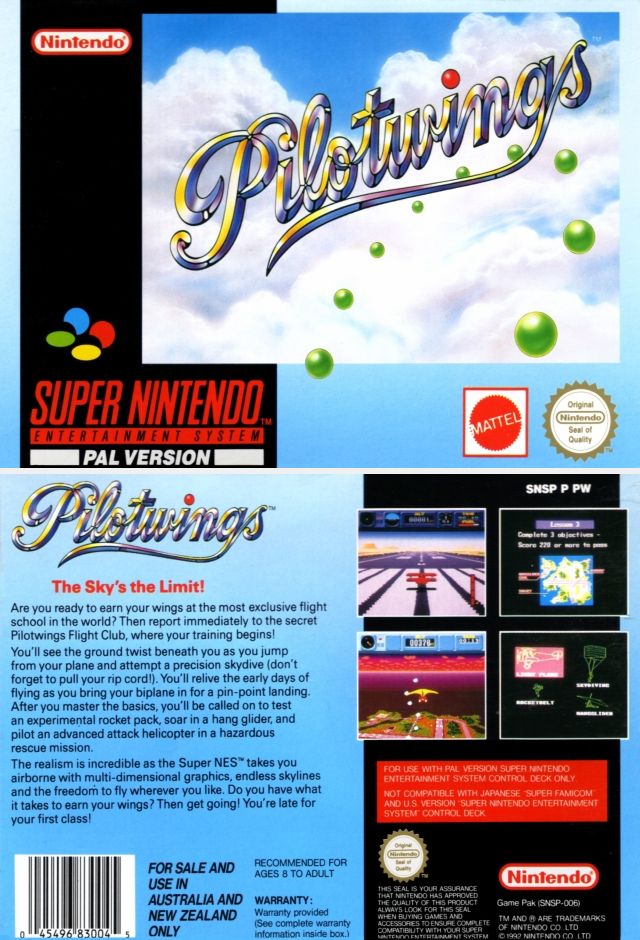 Nintendo®
Pilotwings™
SUPER NINTENDO™
ENTERTAINMENT SYSTEM
PAL VERSION
MATTEL
Original
Nintendo
Seal of
Quality
TM
Pilotwings™
The Sky's the Limit!
Are you ready to earn your wings at the most exclusive flight
school in the world? Then report immediately to the secret
Pilotwings Flight Club, where your training begins!
You'll see the ground twist beneath you as you jump
from your plane and attempt a precision skydive (don't
forget to pull your rip cord!). You'll relive the early days of
flying as you bring your biplane in for a pin-point landing.
After you master the basics, you'll be called on to test
an experimental rocket pack, soar in a hang glider, and
pilot an advanced attack helicopter in a hazardous
rescue mission.
The realism is incredible as the Super NES™ takes you
airborne with multi-dimensional graphics, endless skylines
and the freedom to fly wherever you like. Do you have what
it takes to earn your wings? Then get going! You're late for
your first class!
0 45496 83004 5
FOR SALE AND
USE IN
AUSTRALIA AND
NEW ZEALAND
ONLY
RECOMMENDED FOR
AGES 8 TO ADULT
WARRANTY:
Warranty provided
(See complete warranty
information inside box.)
SNSP P PW
Lesson 3
Complete 3 objectives -
Score 220 or more to pass
LIGHT PLANE
SKYDIVING
ROCKETBELT
HANGGLIDER
FOR USE WITH PAL VERSION SUPER NINTENDO
ENTERTAINMENT SYSTEM CONTROL DECK ONLY.
NOT COMPATIBLE WITH JAPANESE "SUPER FAMICOM"
AND U.S. VERSION "SUPER NINTENDO ENTERTAINMENT
SYSTEM" CONTROL DECK.
Original
Nintendo
Seal of
Quality
THIS SEAL IS YOUR ASSURANCE
THAT NINTENDO HAS APPROVED
THE QUALITY OF THIS PRODUCT.
ALWAYS LOOK FOR THIS SEAL
WHEN BUYING GAMES AND
ACCESSORIES TO ENSURE COMPLETE
COMPATIBILITY WITH YOUR SUPER
NINTENDO ENTERTAINMENT SYSTEM
Nintendo®
Game Pak (SNSP-006)
TM AND ® ARE TRADEMARKS
OF NINTENDO CO., LTD.
© 1992 NINTENDO CO., LTD.